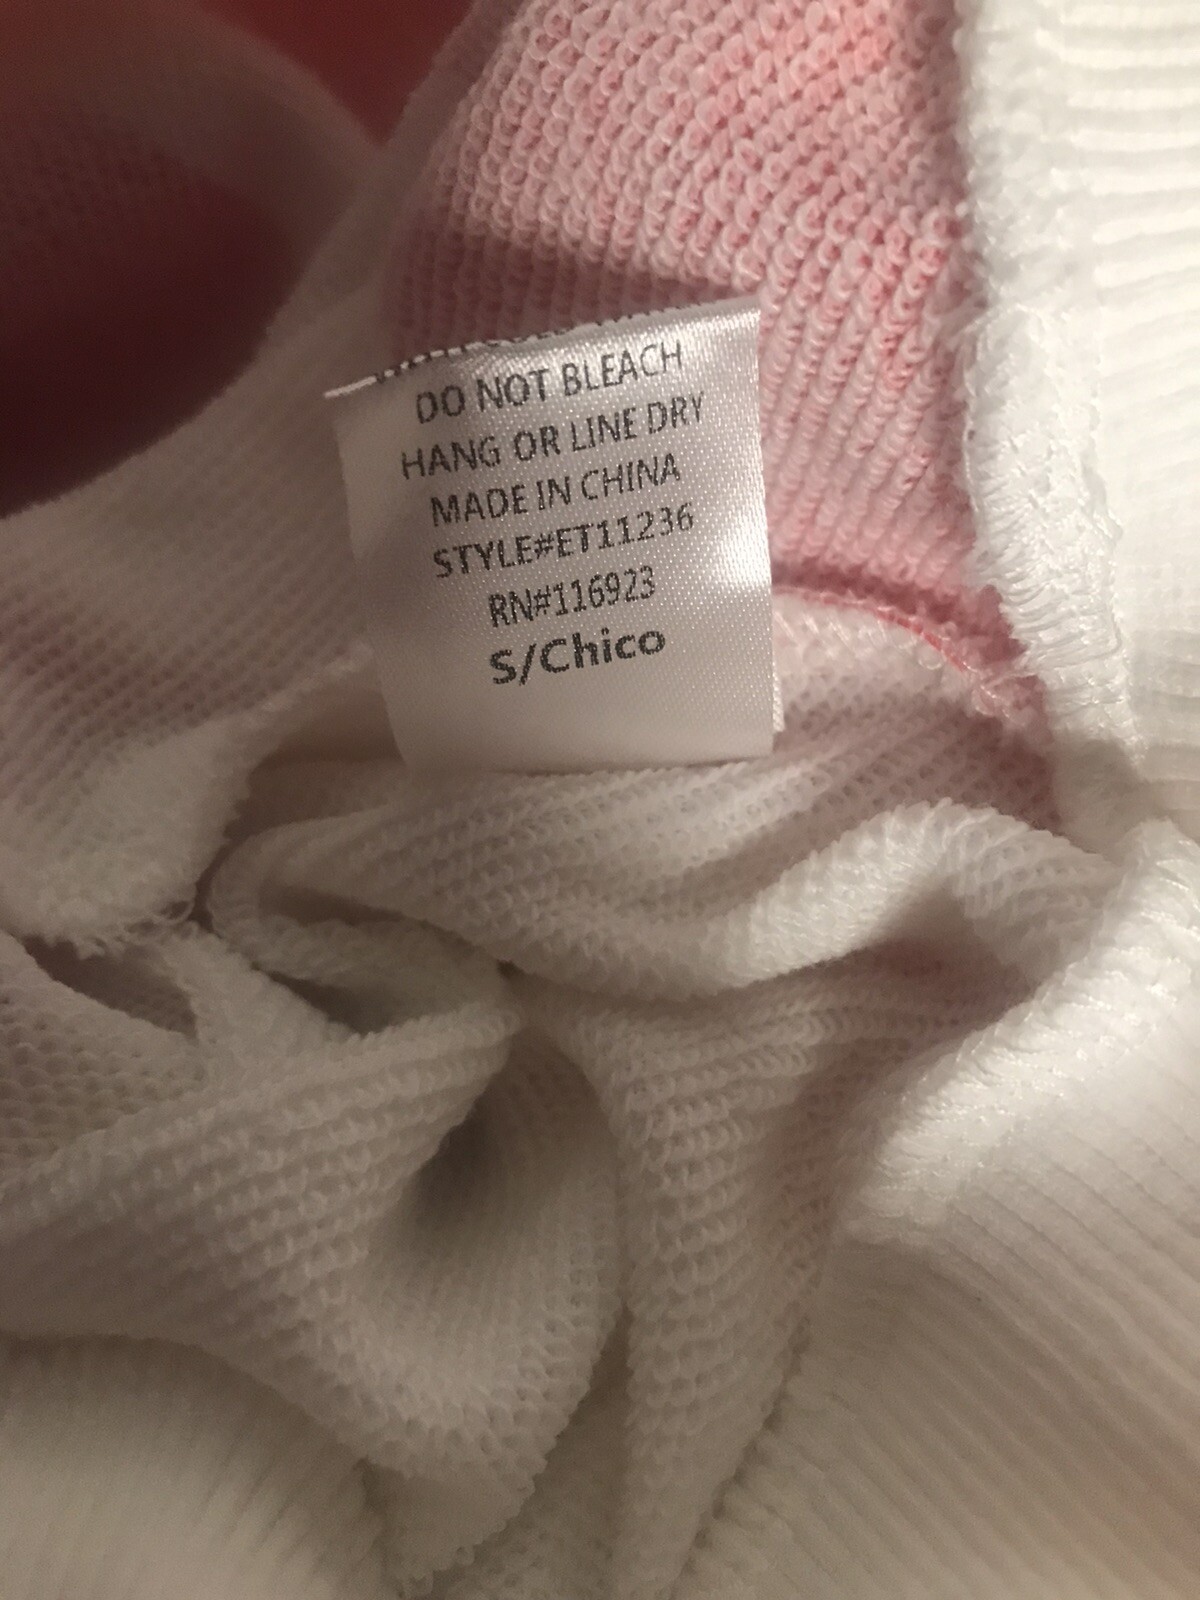 DO NOT BLEACH
HANG OR LINE DRY
MADE IN CHINA
STYLE#ET11236
RN#116923
S/Chico